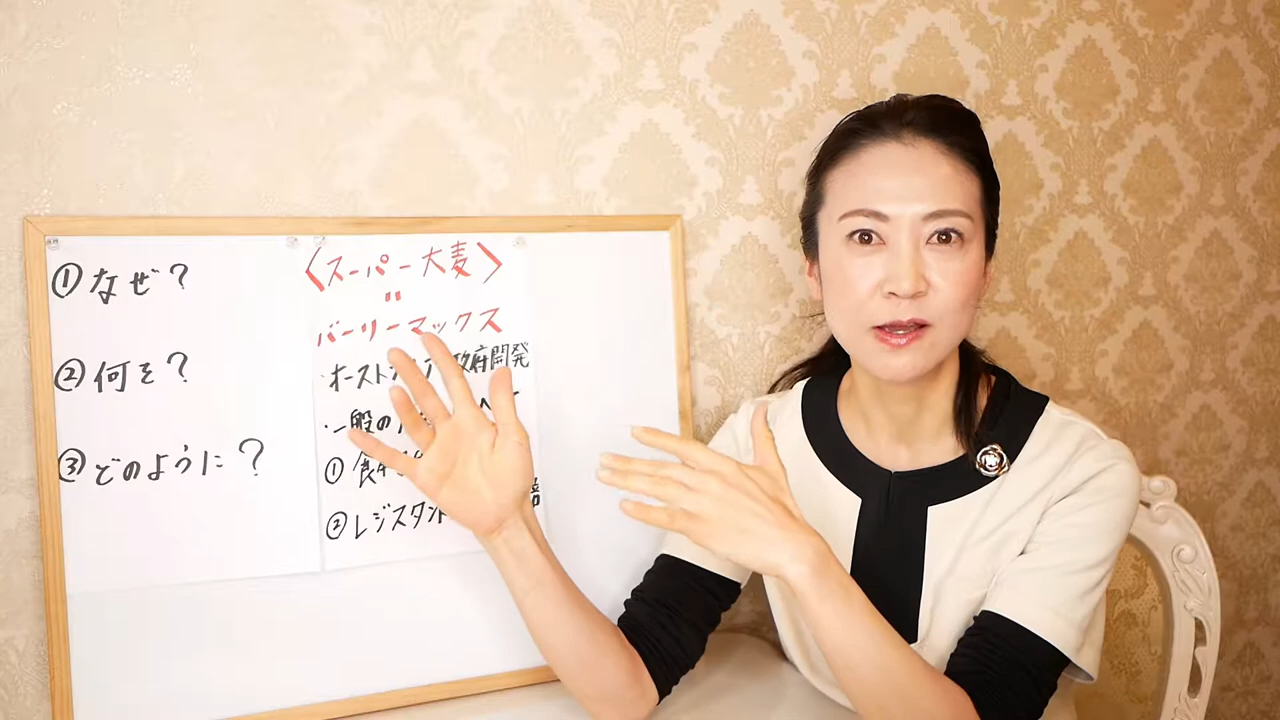 ①なぜ?
②何を?
③どのように?
〈スーパー大麦〉
=
バーリーマックス
・オースト 政府開発
・一般の
① 食
② レジスタント 倍